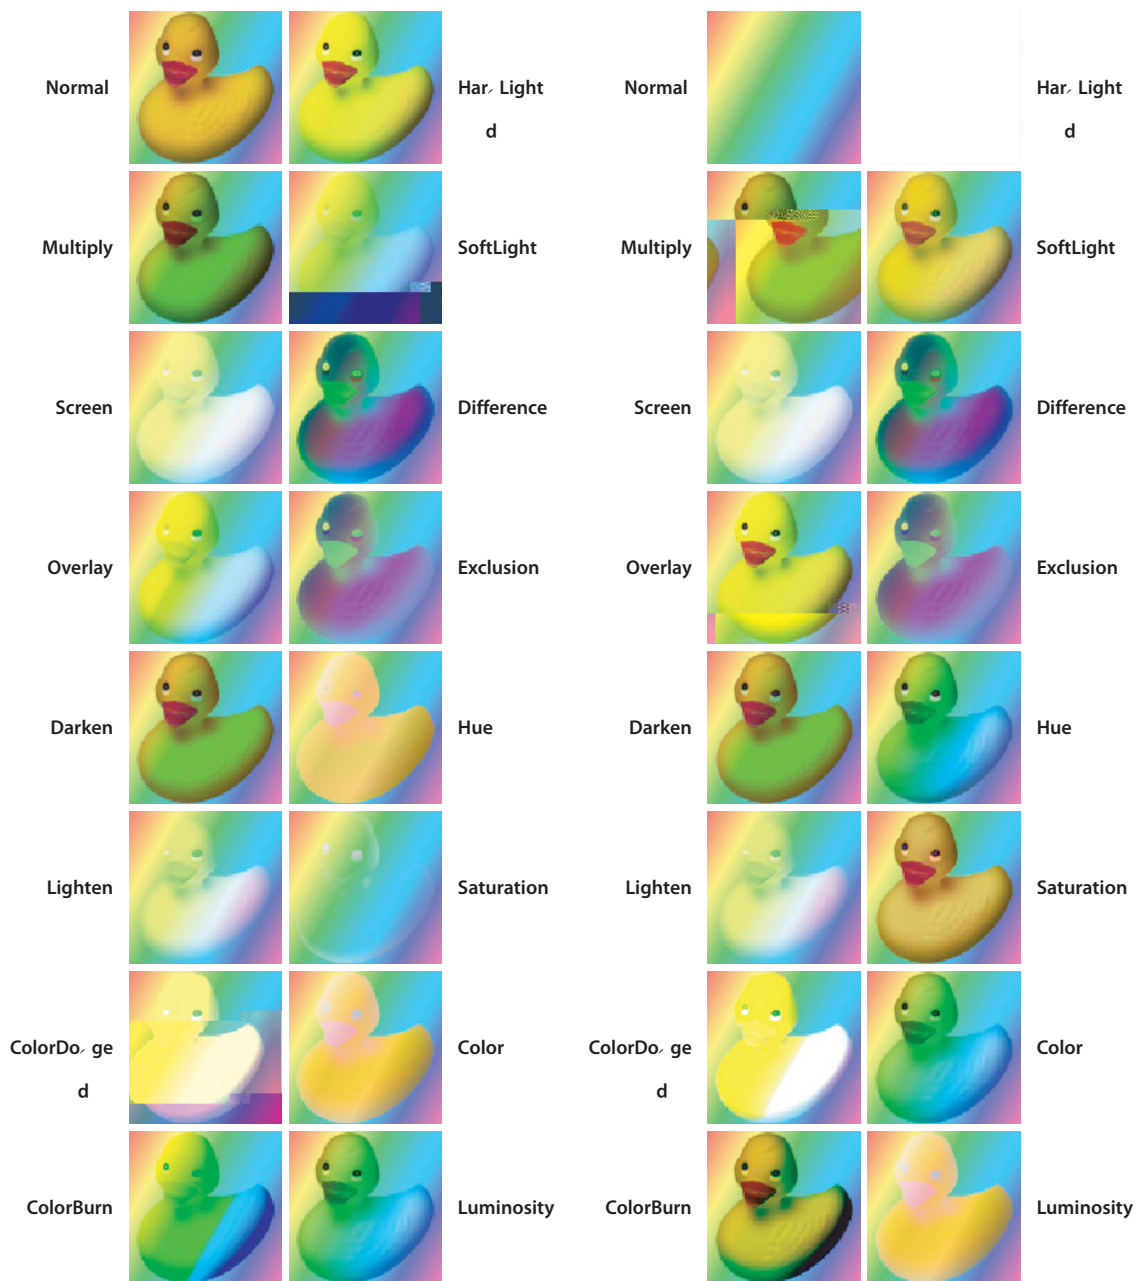 Normal Har⸝ Light Normal Har⸝ Light
d d
Multiply SoftLight Multiply SoftLight
Screen Difference Screen Difference
Overlay Exclusion Overlay Exclusion
Darken Hue Darken Hue
Lighten Saturation Lighten Saturation
ColorDo⸝ ge Color ColorDo⸝ ge Color
d d
ColorBurn Luminosity ColorBurn Luminosity